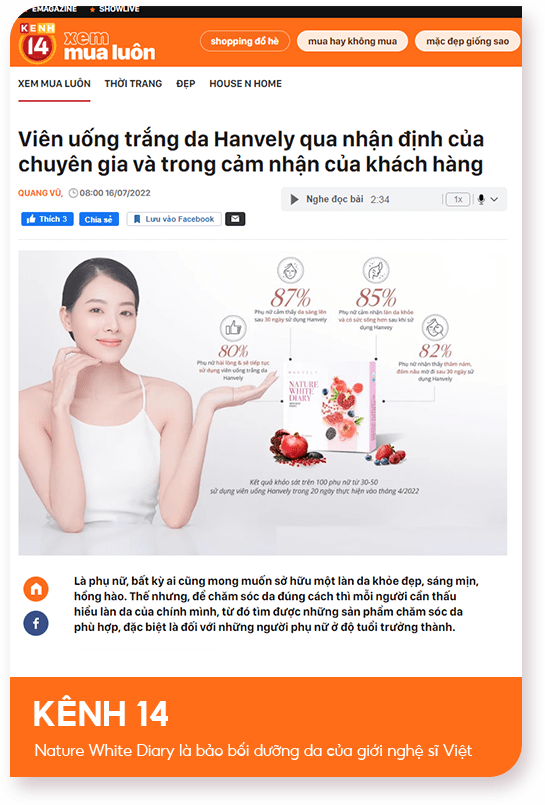 EMAGAZINE ★ SHOWLIVE
KENH 14
xem mua luôn
shopping đổ hè
mua hay không mua
mặc đẹp giống sao
XEM MUA LUÔN THỜI TRANG ĐẸP HOUSE N HOME
Viên uống trắng da Hanvely qua nhận định của
chuyên gia và trong cảm nhận của khách hàng
QUANG VŨ, 08:00 16/07/2022
Nghe đọc bài 2:34 1x
Thích 3 Chia sẻ Lưu vào Facebook
87%
Phụ nữ cảm thấy da sáng lên
sau 30 ngày sử dụng Hanvely
85%
Phụ nữ cảm nhận làn da khỏe
và có sức sống hơn sau khi sử
dụng Hanvely
80%
Phụ nữ hài lòng & sẽ tiếp tục
sử dụng viên uống trắng da
Hanvely
82%
Phụ nữ nhận thấy thâm nám,
đốm nâu mờ đi sau 30 ngày sử
dụng Hanvely
HANVELY
NATURE
WHITE
DIARY
Kết quả khảo sát trên 100 phụ nữ từ 30-50
sử dụng viên uống Hanvely trong 20 ngày thực hiện vào tháng 4/2022
Là phụ nữ, bất kỳ ai cũng mong muốn sở hữu một làn da khỏe đẹp, sáng mịn,
hồng hào. Thế nhưng, để chăm sóc da đúng cách thì mỗi người cần thấu
hiểu làn da của chính mình, từ đó tìm được những sản phẩm chăm sóc da
phù hợp, đặc biệt là đối với những người phụ nữ ở độ tuổi trưởng thành.
KÊNH 14
Nature White Diary là bảo bối dưỡng da của giới nghệ sĩ Việt